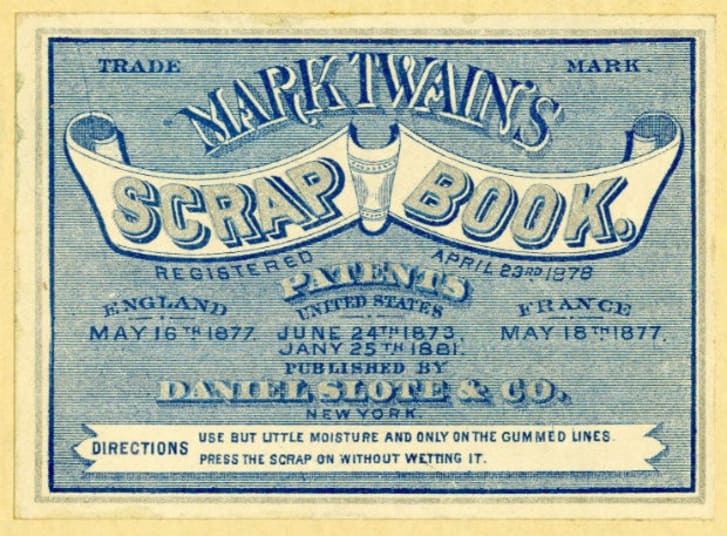 TRADE MARK.
MARK TWAIN'S
SCRAP BOOK.
REGISTERED APRIL 23RD 1878
PATENTS
ENGLAND UNITED STATES FRANCE
MAY 16TH 1877. JUNE 24TH 1873. MAY 18TH 1877.
JANY 25TH 1881.
PUBLISHED BY
DANIEL SLOTE & CO.
NEW YORK.
DIRECTIONS USE BUT LITTLE MOISTURE AND ONLY ON THE GUMMED LINES.
PRESS THE SCRAP ON WITHOUT WETTING IT.